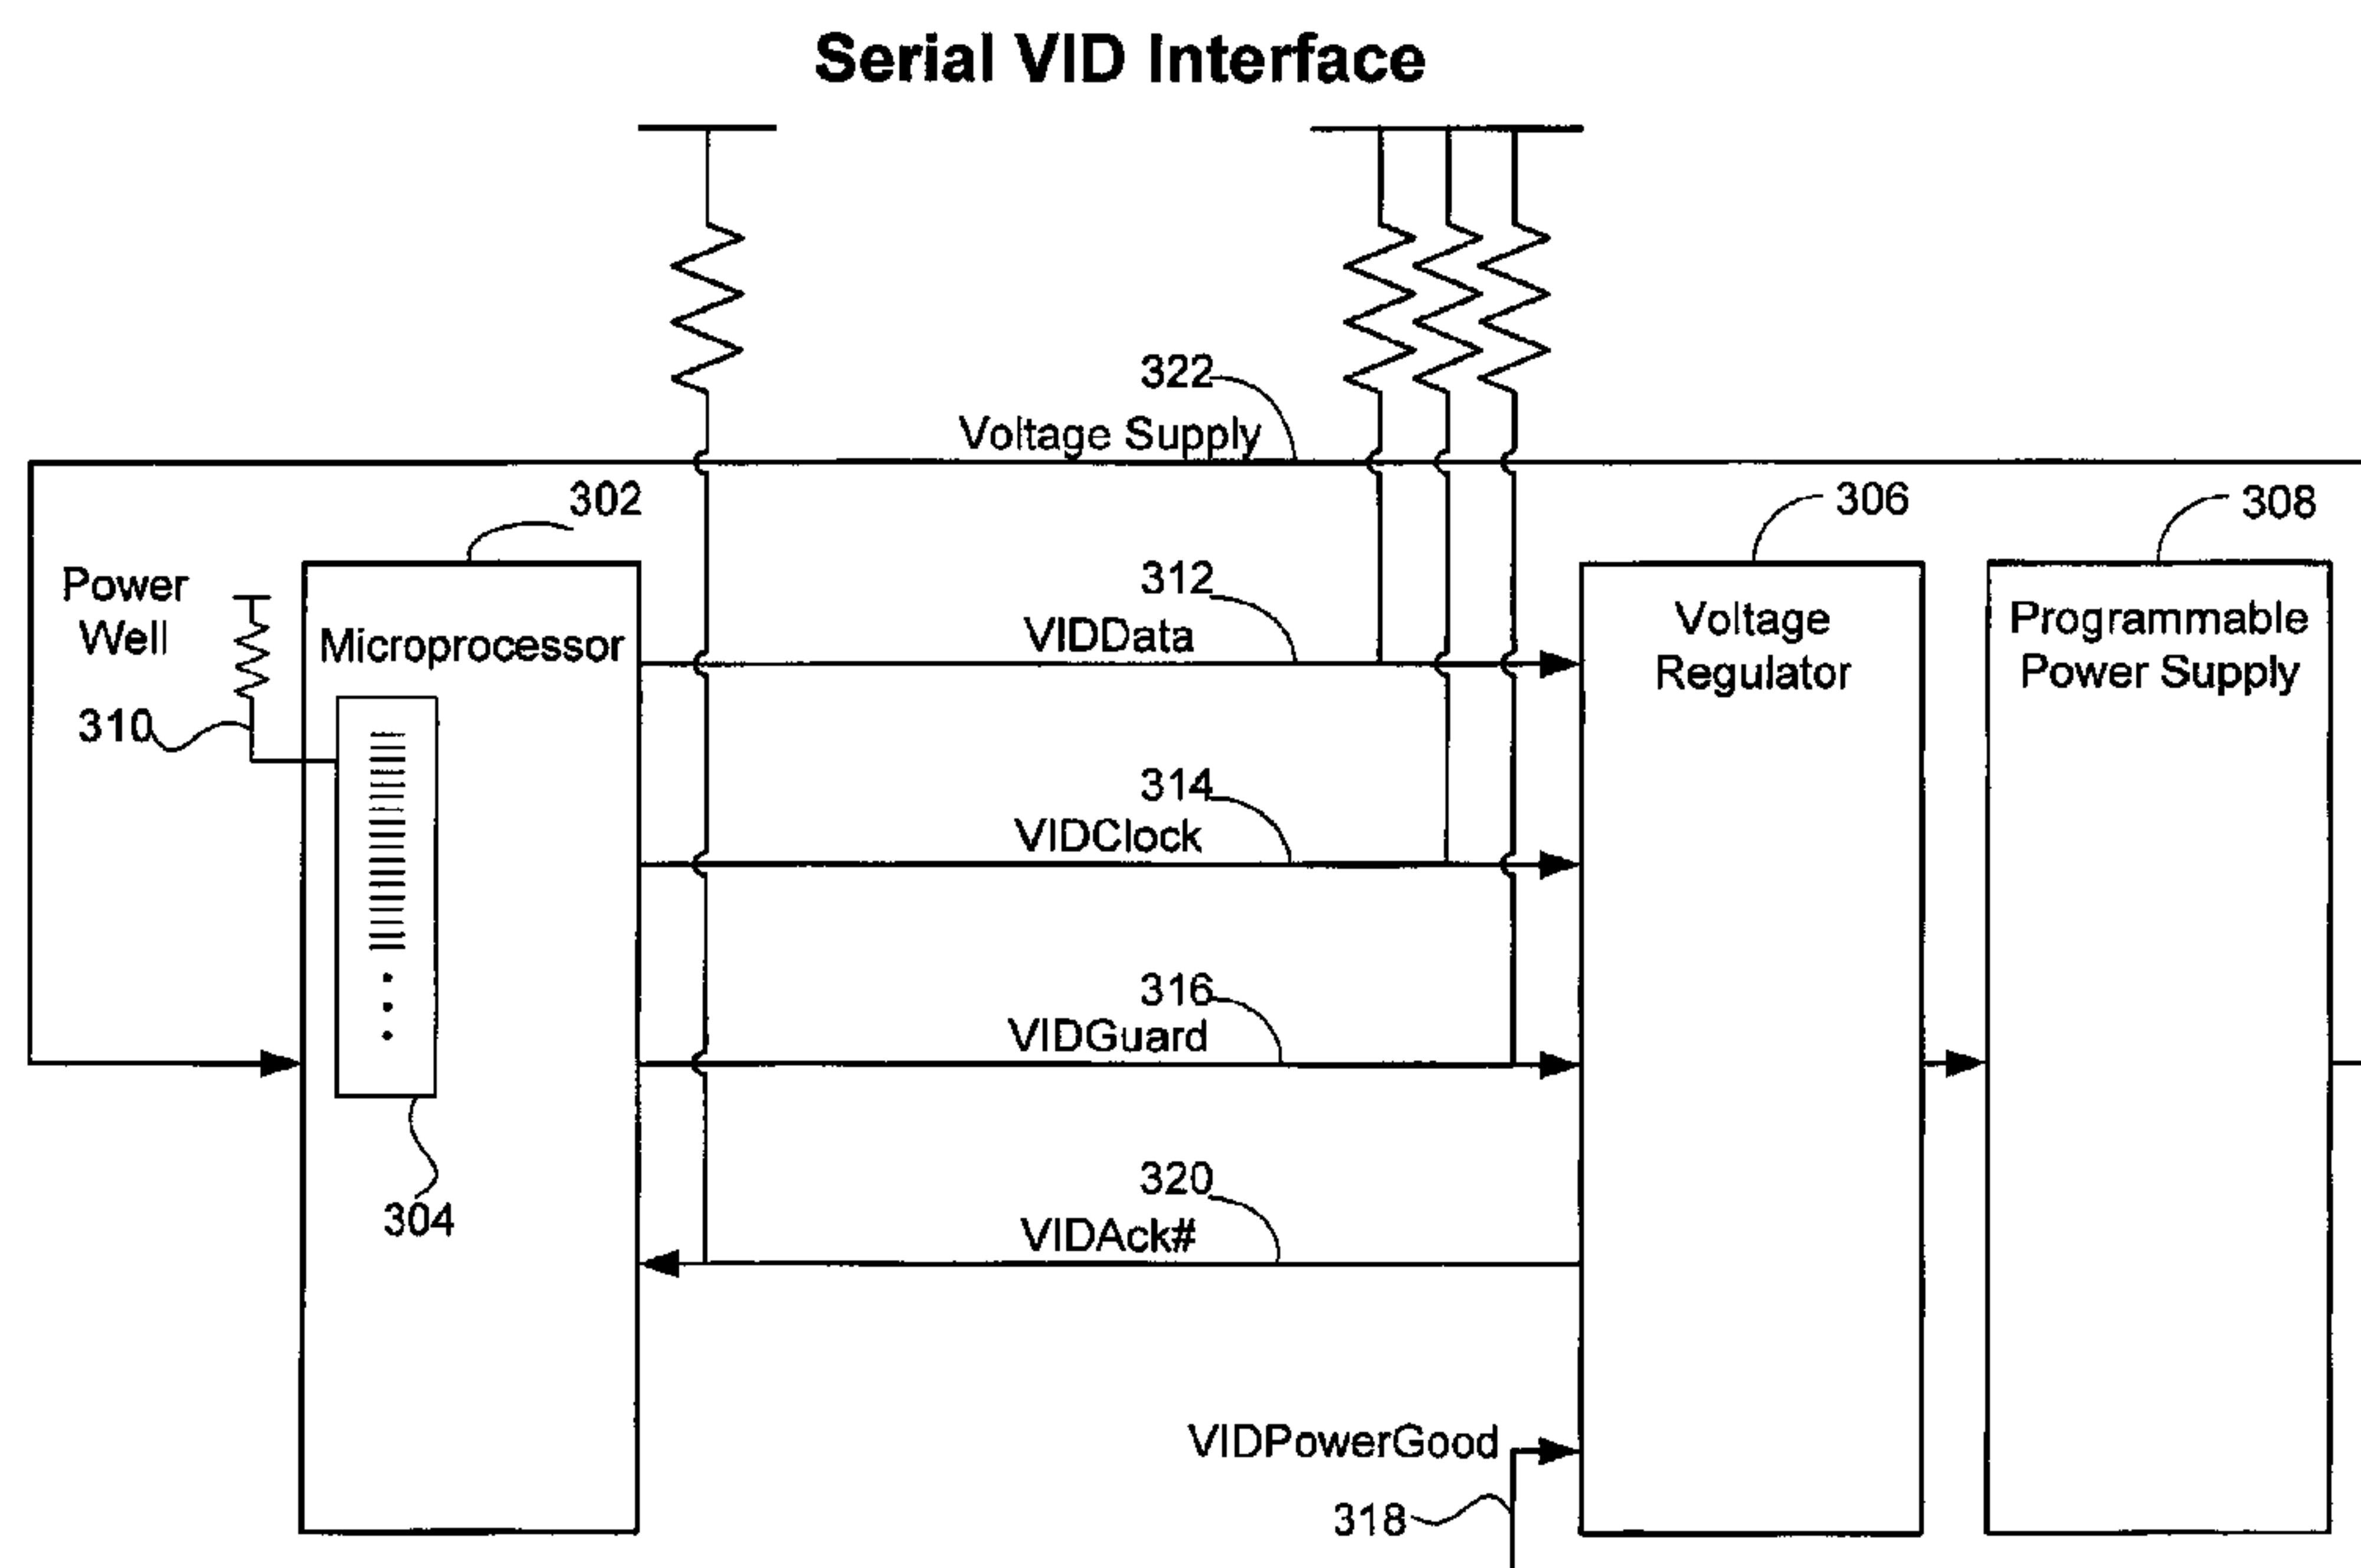 Serial VID Interface
322
Voltage Supply
302
306
308
Power
Well
Microprocessor
312
VIDData
Voltage
Regulator
Programmable
Power Supply
310
314
VIDClock
316
VIDGuard
304
320
VIDAck#
VIDPowerGood
318